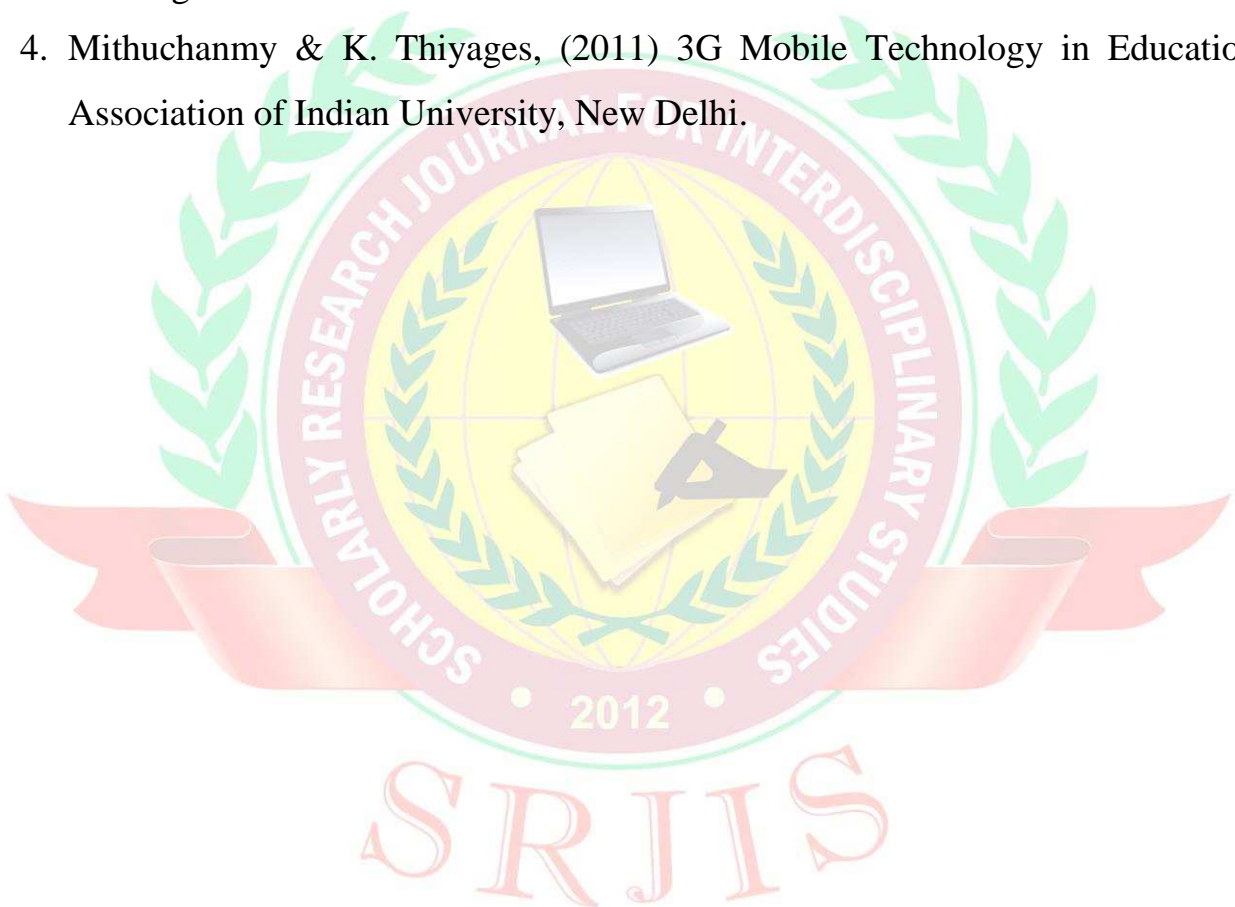 4. Mithuchanmy & K. Thiyages, (2011) 3G Mobile Technology in Educatio
Association of Indian University, New Delhi.
SCHOLARLY RESEARCH JOURNAL FOR INTERDISCIPLINARY STUDIES
• 2012 •
SRJIS